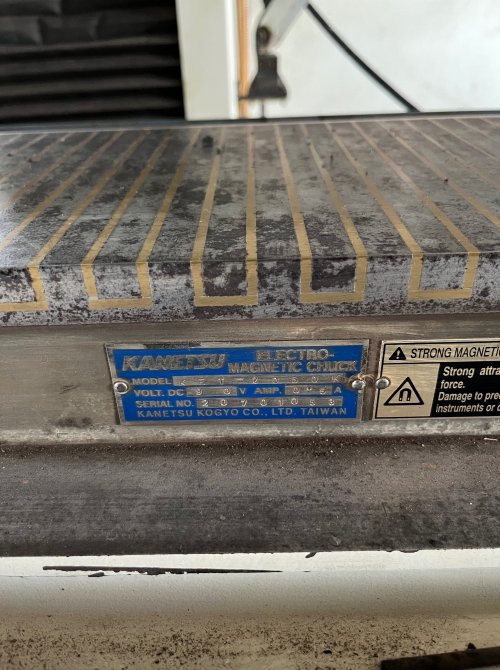 KANETSU ELECTRO-
MAGNETIC CHUCK
MODEL
VOLT. DC 90 V AMP. A
SERIAL NO.
KANETSU KOGYO CO., LTD. TAIWAN
STRONG MAGNETIC
Strong attra
force.
Damage to pre
instruments or